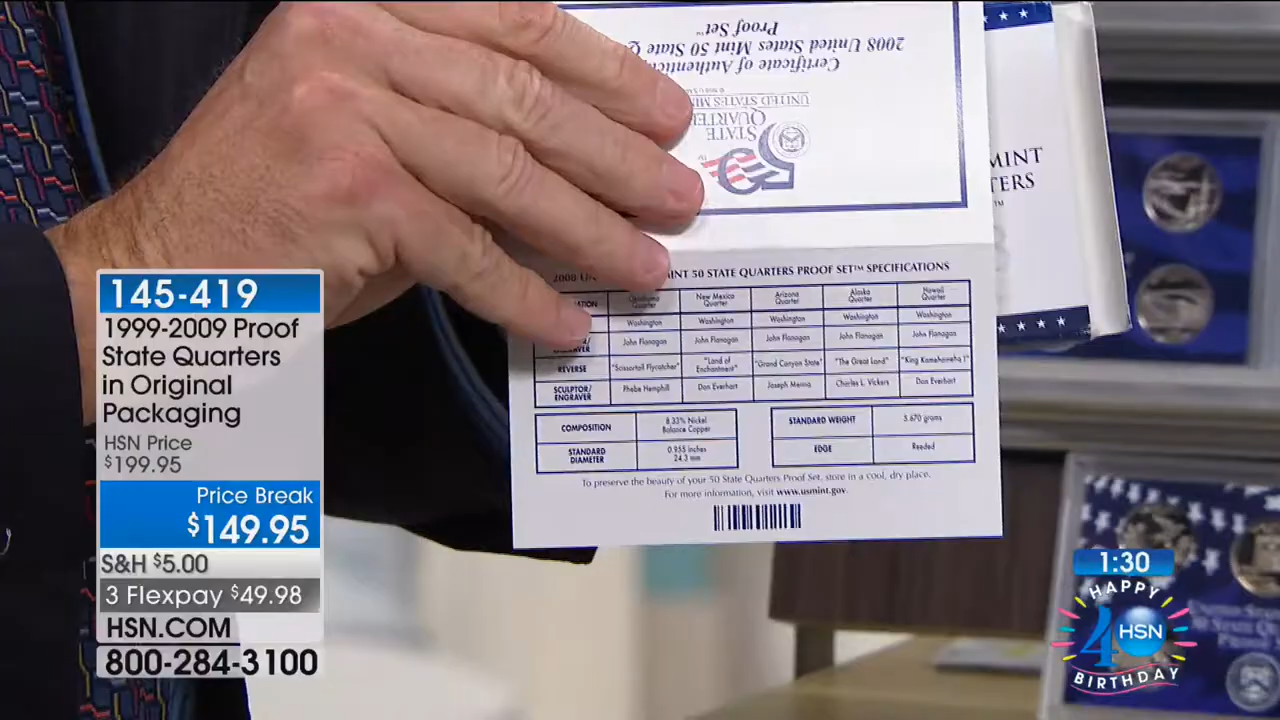 2008 United States Mint 50 State
Proof Set™
Certificate of
UNITED STATES MINT
STATE
50
MINT
TM
MINT 50 STATE QUARTERS PROOF SET™ SPECIFICATIONS
Oklahoma Quarter New Mexico Quarter Arizona Quarter Alaska Quarter Hawaii Quarter
Washington Washington Washington Washington Washington
John Flanagan John Flanagan John Flanagan John Flanagan John Flanagan
REVERSE "Scissortail Flycatcher" "Land of Enchantment" "Grand Canyon State" "The Great Land" "King Kamehameha I"
SCULPTOR/ENGRAVER Phebe Hemphill Don Everhart Joseph Menna Charles L. Vickers Don Everhart
COMPOSITION 8.33% Nickel Balance Copper STANDARD WEIGHT 5.670 grams
STANDARD DIAMETER 0.955 inches 24.3 mm EDGE Reeded
To preserve the beauty of your 50 State Quarters Proof Set, store in a cool, dry place.
For more information, visit www.usmint.gov.
145-419
1999-2009 Proof
State Quarters
in Original
Packaging
HSN Price
$199.95
Price Break
$149.95
S&H $5.00
3 Flexpay $49.98
HSN.COM
800-284-3100
1:30
HAPPY
40 HSN
BIRTHDAY